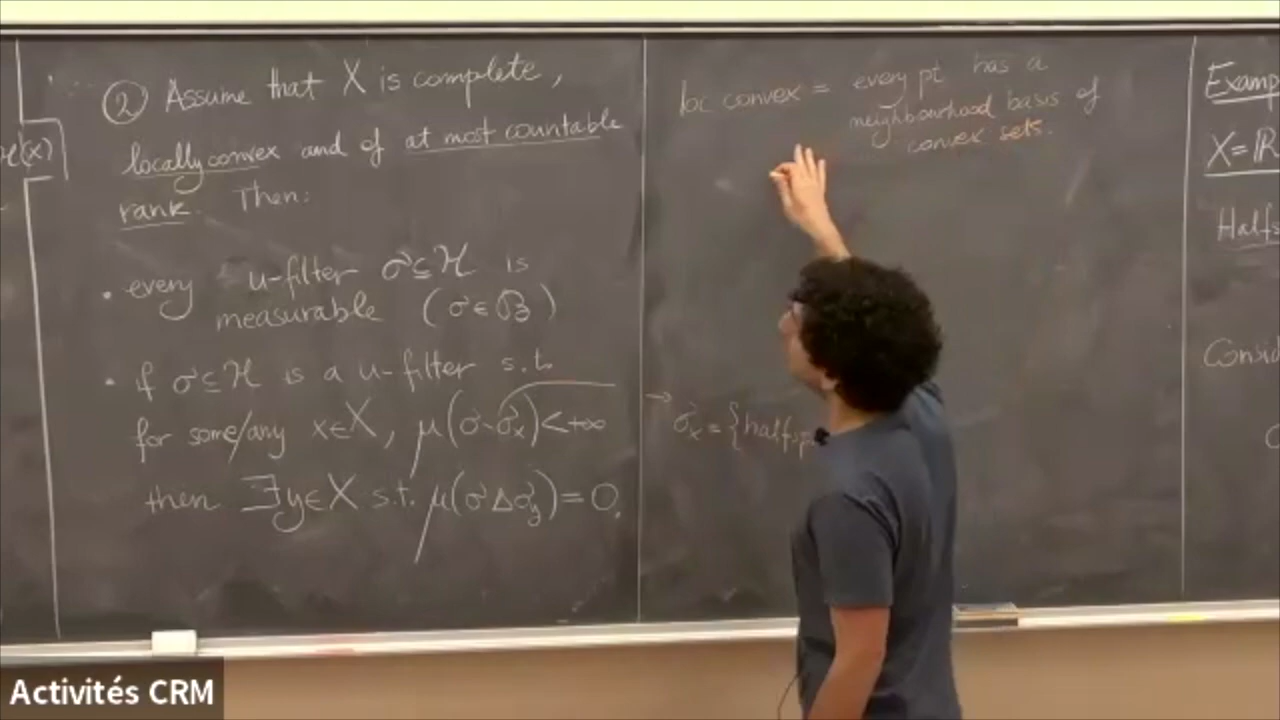 ② Assume that X is complete,
locally convex and of at most countable
rank. Then:
• every u-filter σ⊆ℋ is
measurable (σ∈ℬ)
• if σ⊆ℋ is a u-filter s.t.
for some/any x∈X, μ(σ∖σₓ)<+∞
then ∃y∈X s.t. μ(σΔσ_y)=0.
loc convex = every pt has a
neighbourhood basis of
convex sets.
→ σₓ = {halfsp
Examp
X=ℝ
Halfs
Consid
Activités CRM